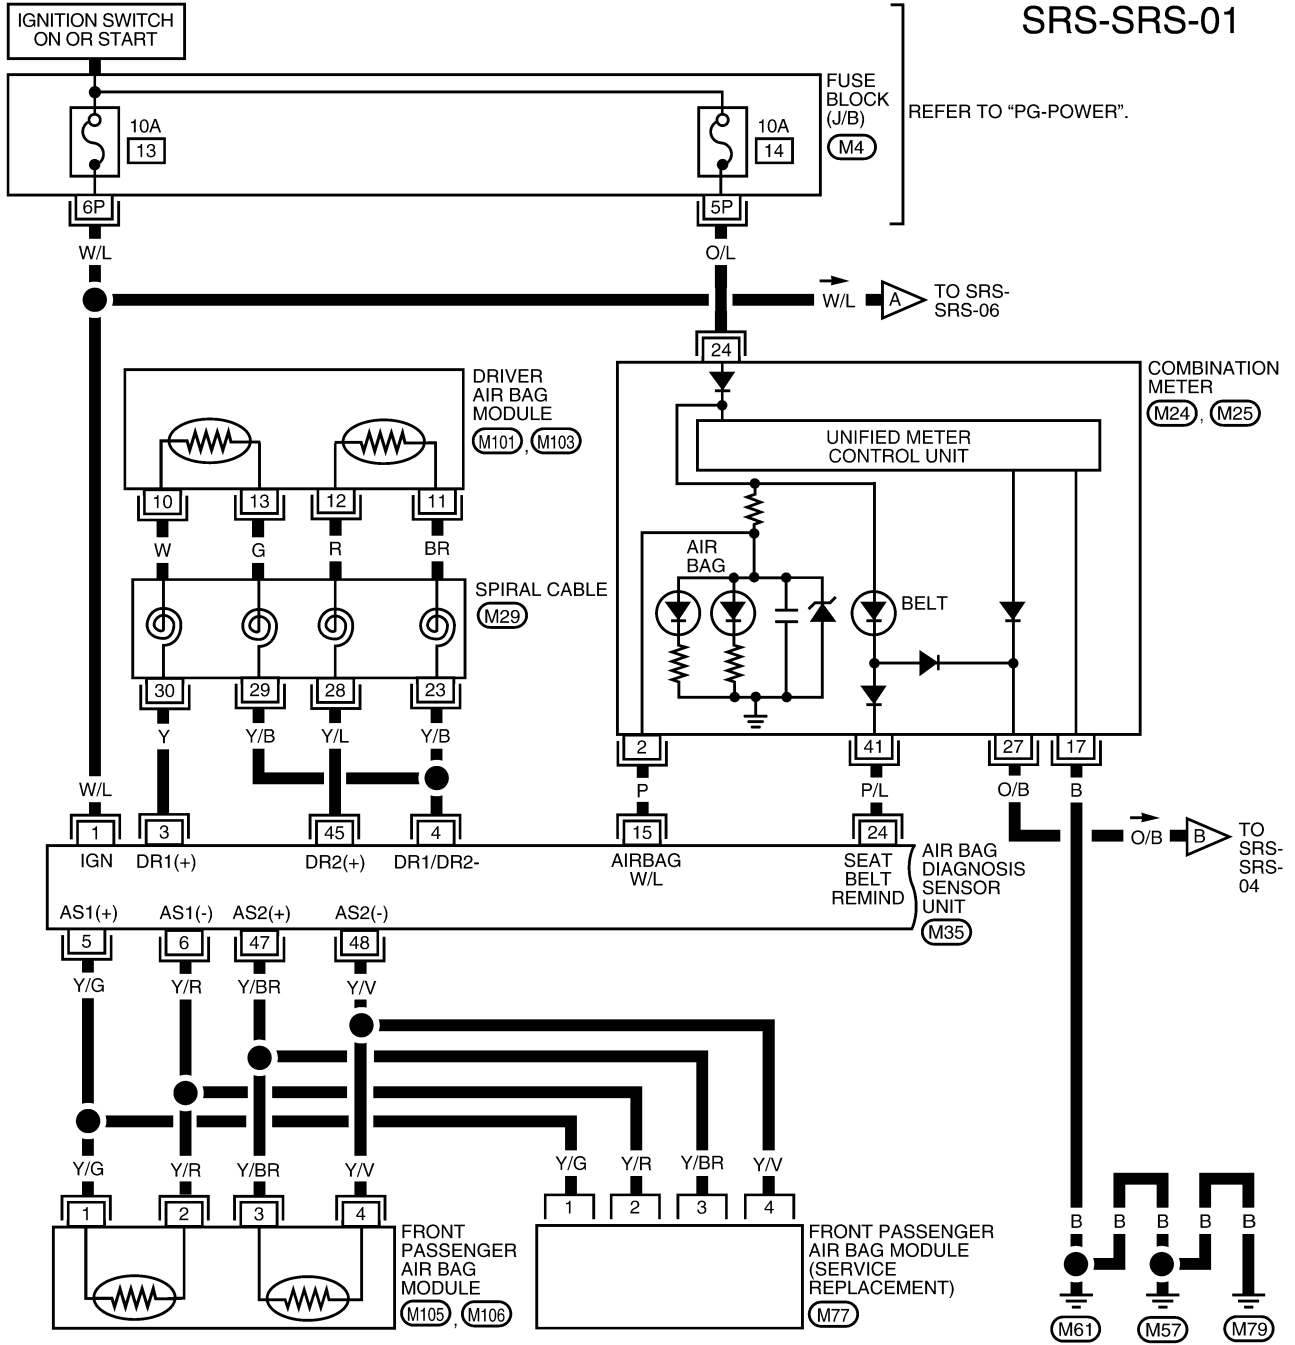 SRS-SRS-01
IGNITION SWITCH
ON OR START
10A
13
10A
14
FUSE
BLOCK
(J/B)
M4
REFER TO “PG-POWER”.
6P
5P
W/L
O/L
W/L
A
TO SRS-
SRS-06
24
DRIVER
AIR BAG
MODULE
M101 , M103
COMBINATION
METER
M24 , M25
UNIFIED METER
CONTROL UNIT
10
13
12
11
W
G
R
BR
AIR
BAG
BELT
SPIRAL CABLE
M29
30
29
28
23
Y
Y/B
Y/L
Y/B
2
41
27
17
P
P/L
O/B
B
W/L
1
3
45
4
15
24
O/B
B
TO
SRS-
SRS-
04
IGN
DR1(+)
DR2(+)
DR1/DR2-
AIRBAG
W/L
SEAT
BELT
REMIND
AIR BAG
DIAGNOSIS
SENSOR
UNIT
M35
AS1(+)
AS1(-)
AS2(+)
AS2(-)
5
6
47
48
Y/G
Y/R
Y/BR
Y/V
Y/G
Y/R
Y/BR
Y/V
Y/G
Y/R
Y/BR
Y/V
1
2
3
4
1
2
3
4
FRONT
PASSENGER
AIR BAG
MODULE
M105 , M106
FRONT PASSENGER
AIR BAG MODULE
(SERVICE
REPLACEMENT)
M77
B
B
B
B
B
M61
M57
M79